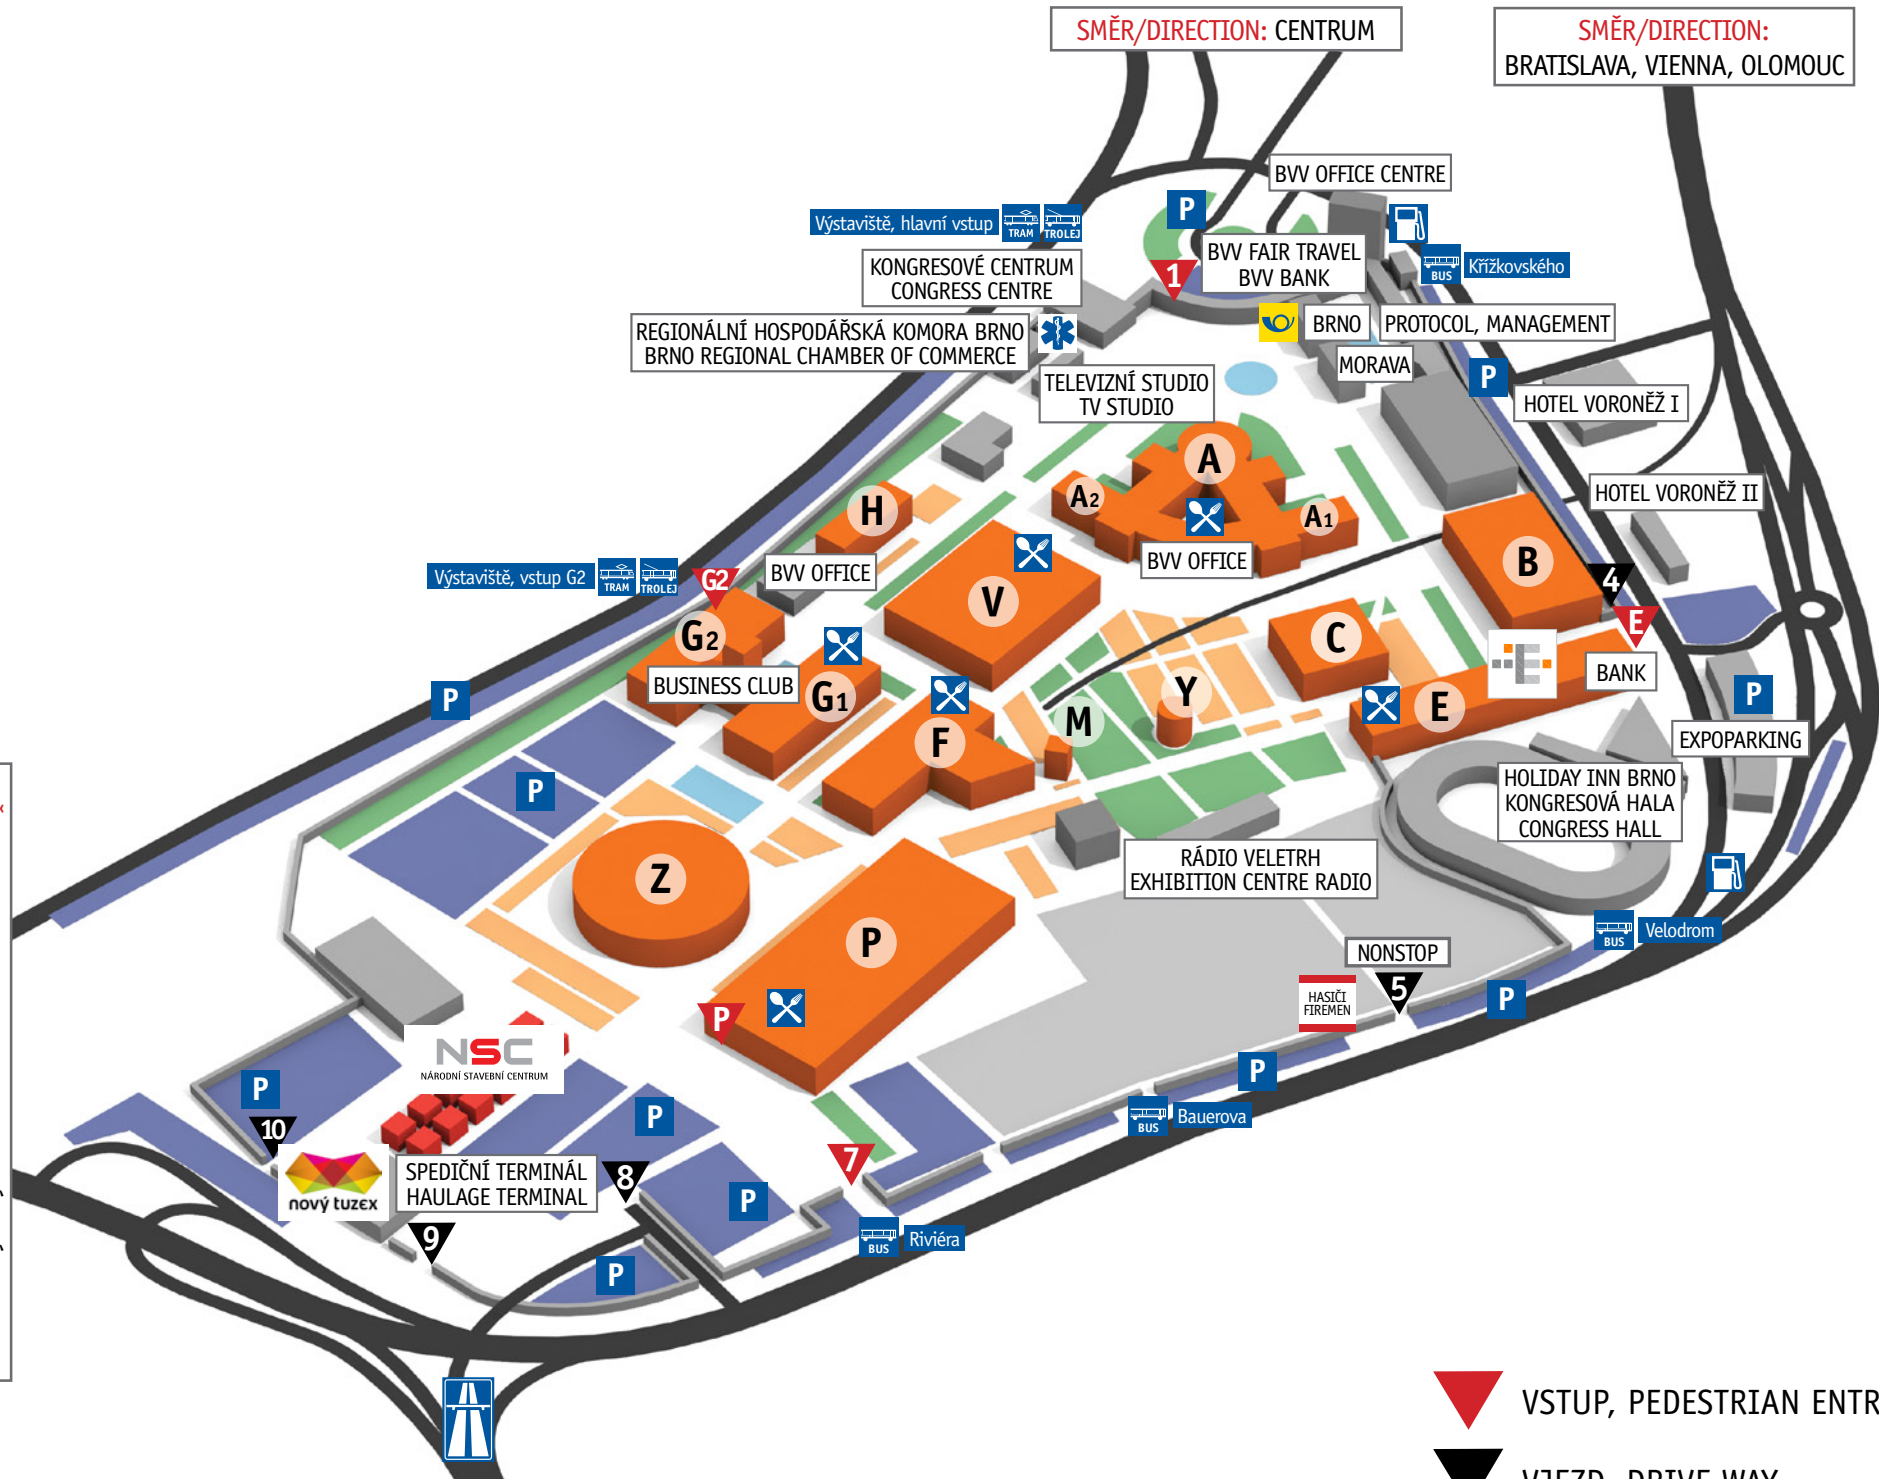 SMĚR/DIRECTION: CENTRUM
SMĚR/DIRECTION:
BRATISLAVA, VIENNA, OLOMOUC
BVV OFFICE CENTRE
P
Výstaviště, hlavní vstup
TRAM
TROLEJ
BVV FAIR TRAVEL
BVV BANK
1
BUS
Křížkovského
KONGRESOVÉ CENTRUM
CONGRESS CENTRE
REGIONÁLNÍ HOSPODÁŘSKÁ KOMORA BRNO
BRNO REGIONAL CHAMBER OF COMMERCE
BRNO
PROTOCOL, MANAGEMENT
MORAVA
TELEVIZNÍ STUDIO
TV STUDIO
P
HOTEL VORONĚŽ I
A
A2
A1
HOTEL VORONĚŽ II
H
BVV OFFICE
BVV OFFICE
Výstaviště, vstup G2
TRAM
TROLEJ
G2
V
B
4
E
C
G2
BUSINESS CLUB
G1
E
BANK
P
P
Y
M
E
F
EXPOPARKING
P
HOLIDAY INN BRNO
KONGRESOVÁ HALA
CONGRESS HALL
RÁDIO VELETRH
EXHIBITION CENTRE RADIO
Z
P
BUS
Velodrom
NONSTOP
5
HASIČI
FIREMEN
P
P
NSC
NÁRODNÍ STAVEBNÍ CENTRUM
P
P
P
10
BUS
Bauerova
7
nový tuzex
SPEDIČNÍ TERMINÁL
HAULAGE TERMINAL
8
P
9
BUS
Riviéra
P
VSTUP, PEDESTRIAN ENTR
VJEZD, DRIVE-WAY